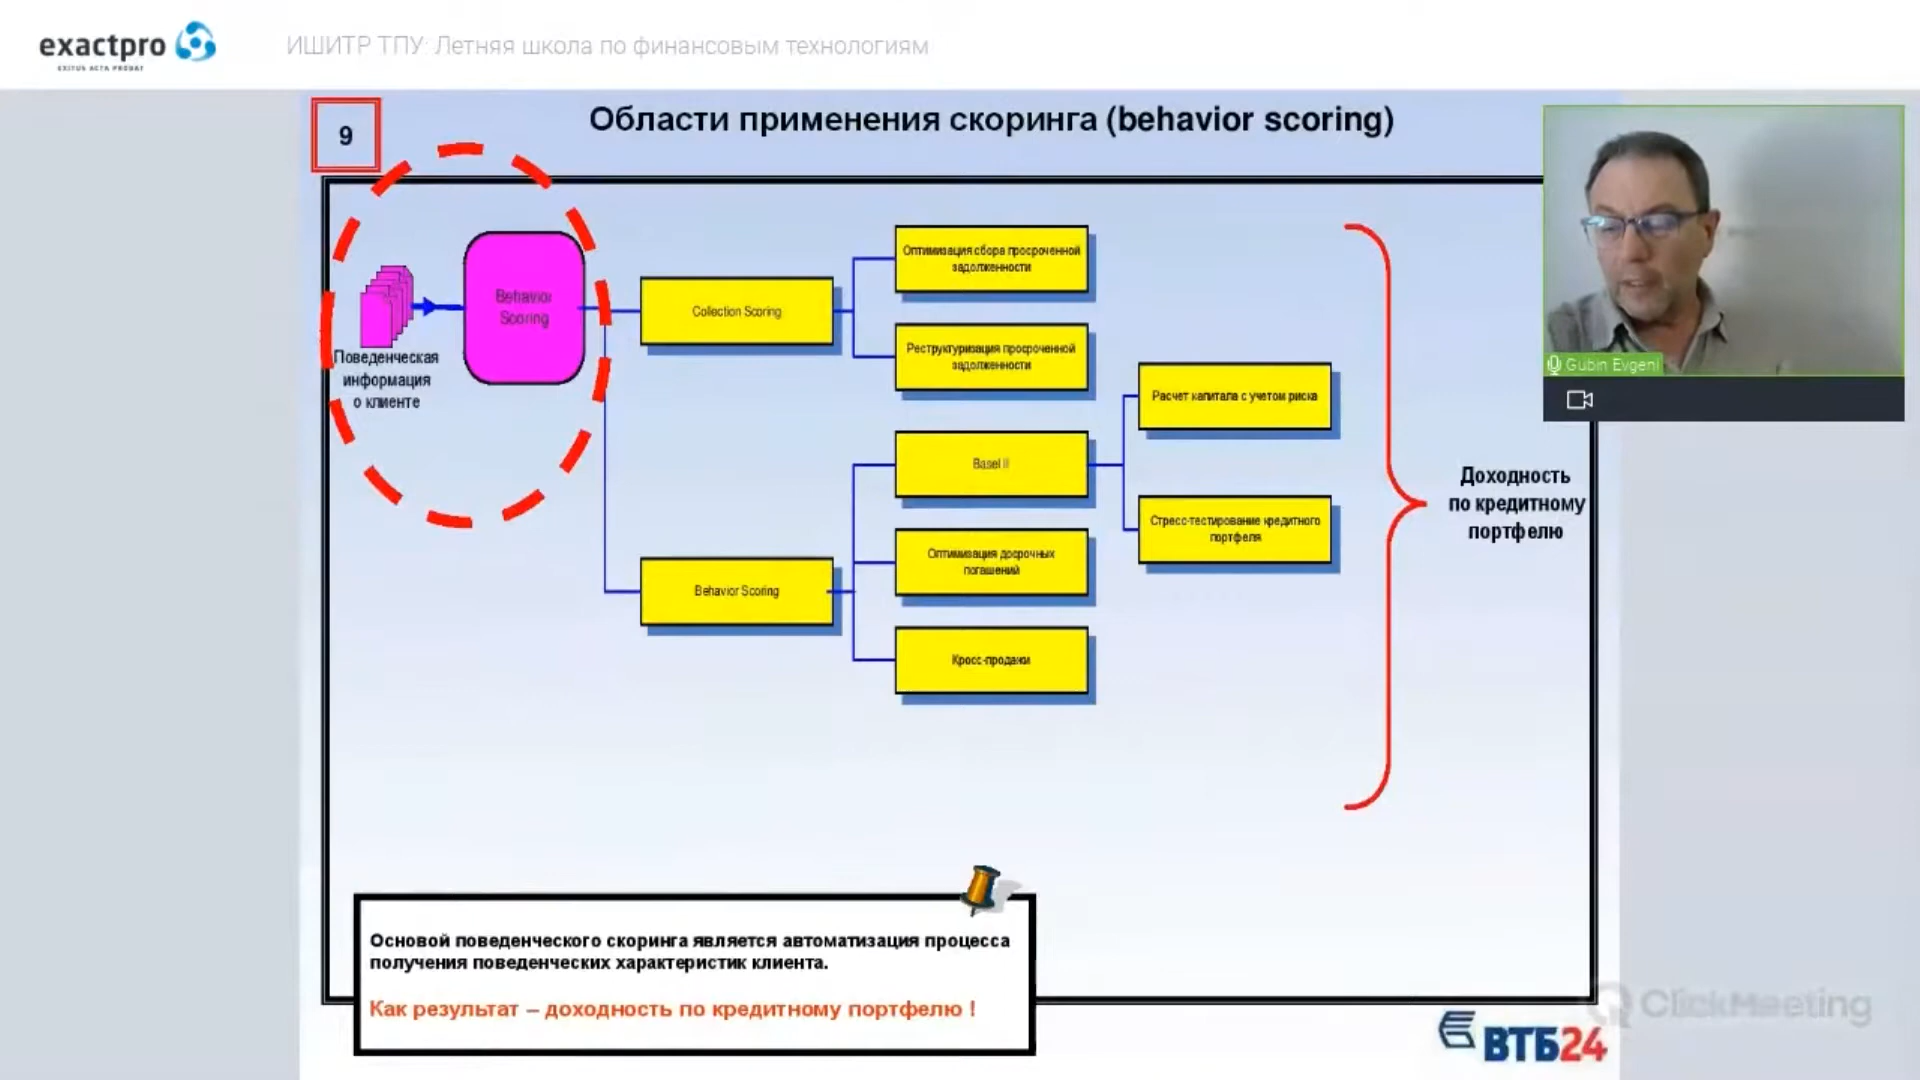 exactpro
EXITUS ACTA PROBAT
ИШИТР ТПУ: Летняя школа по финансовым технологиям
9
Области применения скоринга (behavior scoring)
Поведенческая
информация
о клиенте
Behavior
Scoring
Collection Scoring
Behavior Scoring
Оптимизация сбора просроченной
задолженности
Реструктуризация просроченной
задолженности
Basel II
Оптимизация досрочных
погашений
Кросс-продажи
Расчет капитала с учетом риска
Стресс-тестирование кредитного
портфеля
Доходность
по кредитному
портфелю
Gubin Evgeni
Основой поведенческого скоринга является автоматизация процесса
получения поведенческих характеристик клиента.
Как результат – доходность по кредитному портфелю !
ClickMeeting
ВТБ24